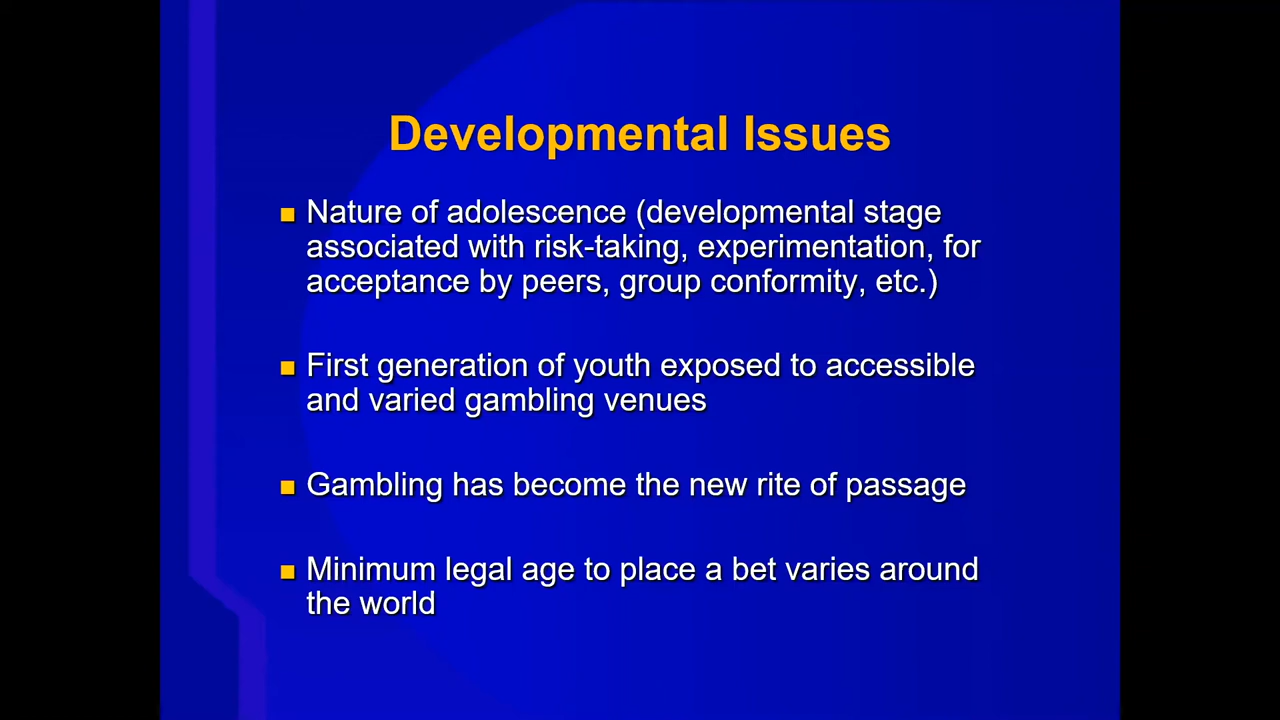 Developmental Issues
Nature of adolescence (developmental stage
associated with risk-taking, experimentation, for
acceptance by peers, group conformity, etc.)
First generation of youth exposed to accessible
and varied gambling venues
Gambling has become the new rite of passage
Minimum legal age to place a bet varies around
the world